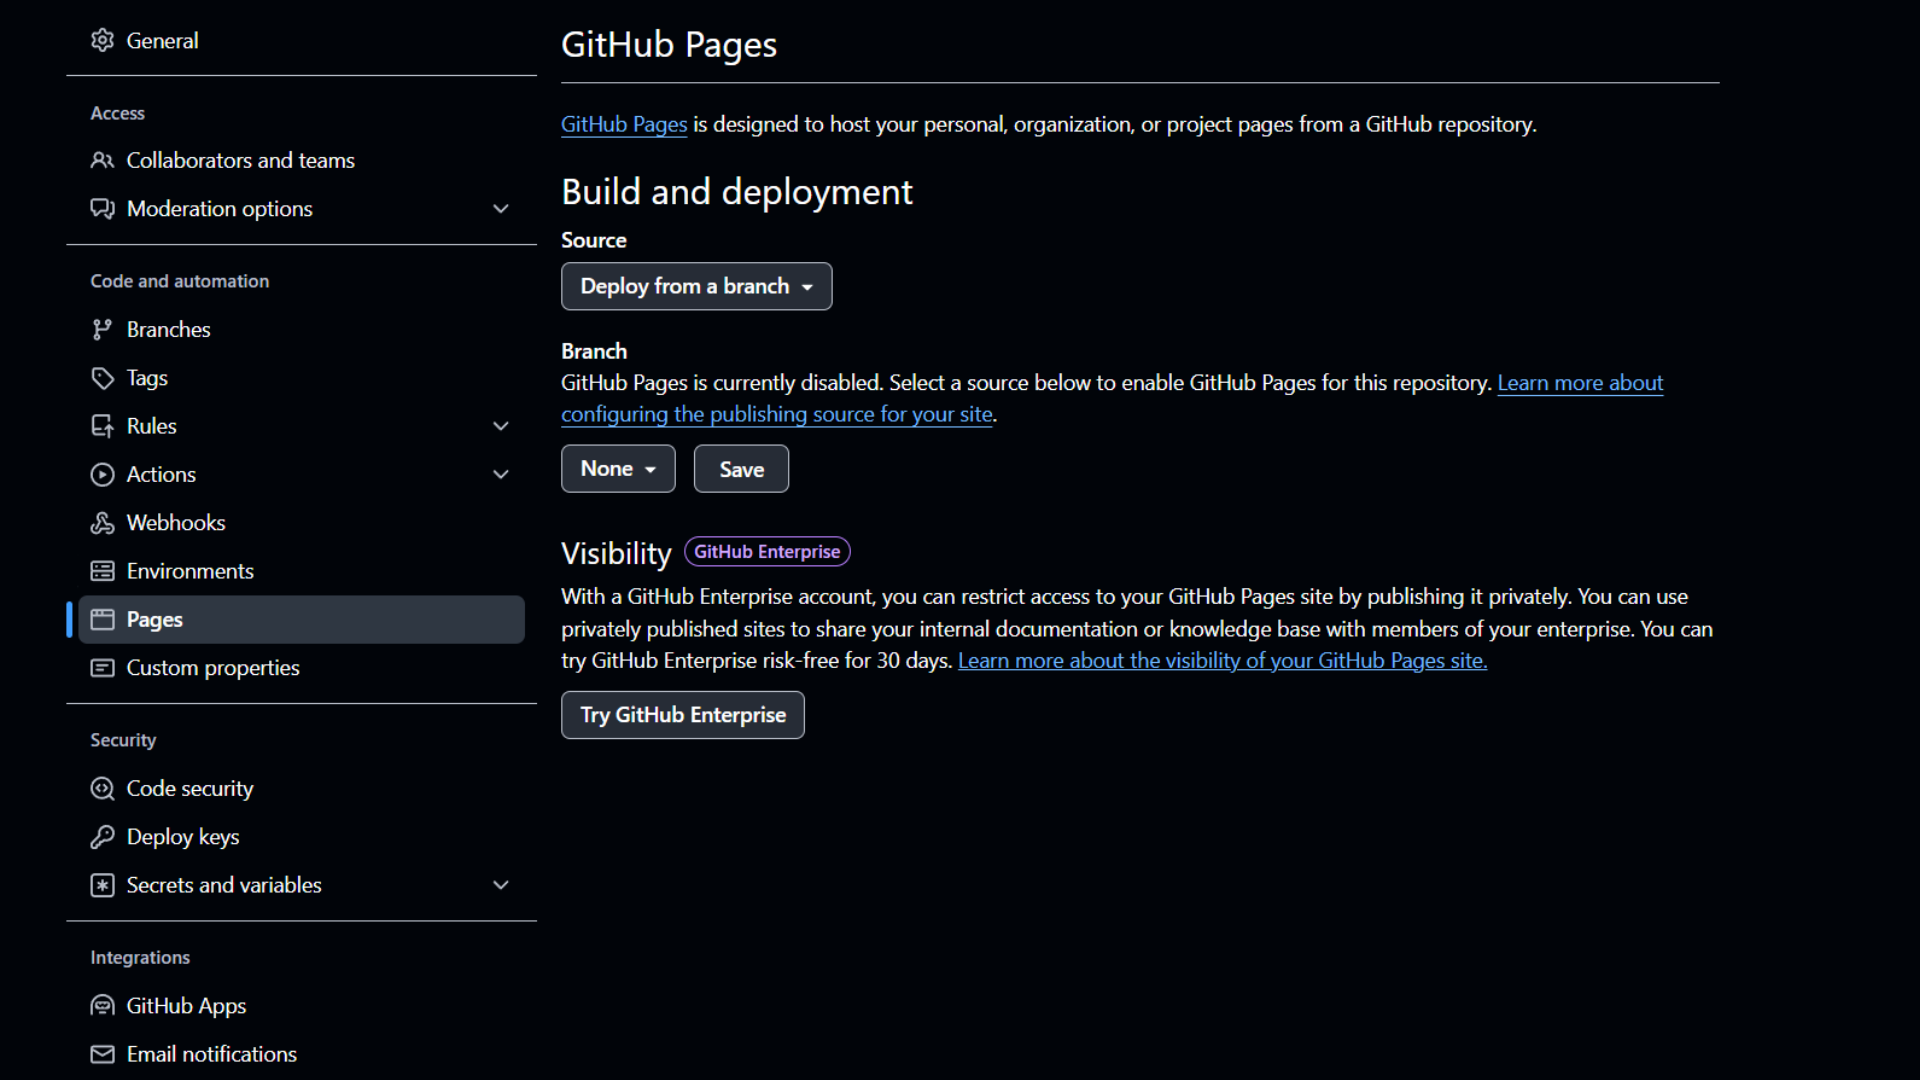 General
Access
Collaborators and teams
Moderation options
Code and automation
Branches
Tags
Rules
Actions
Webhooks
Environments
Pages
Custom properties
Security
Code security
Deploy keys
Secrets and variables
Integrations
GitHub Apps
Email notifications
GitHub Pages
GitHub Pages is designed to host your personal, organization, or project pages from a GitHub repository.
Build and deployment
Source
Deploy from a branch
Branch
GitHub Pages is currently disabled. Select a source below to enable GitHub Pages for this repository. Learn more about
configuring the publishing source for your site.
None Save
Visibility GitHub Enterprise
With a GitHub Enterprise account, you can restrict access to your GitHub Pages site by publishing it privately. You can use
privately published sites to share your internal documentation or knowledge base with members of your enterprise. You can
try GitHub Enterprise risk-free for 30 days. Learn more about the visibility of your GitHub Pages site.
Try GitHub Enterprise